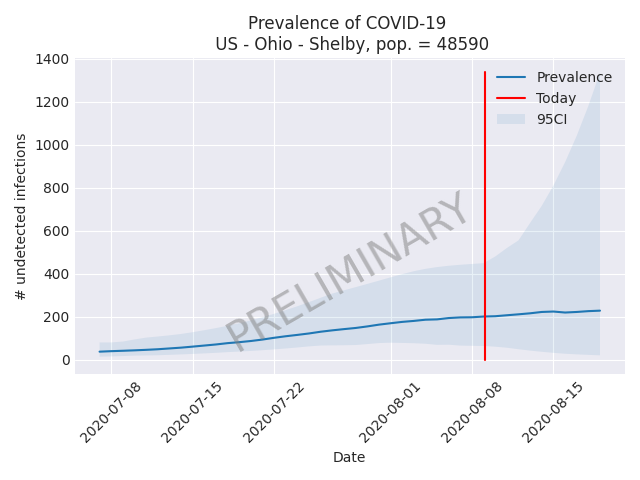 Prevalence of COVID-19
US - Ohio - Shelby, pop. = 48590
Prevalence
Today
95CI
PRELIMINARY
# undetected infections
1400
1200
1000
800
600
400
200
0
2020-07-08
2020-07-15
2020-07-22
2020-08-01
2020-08-08
2020-08-15
Date